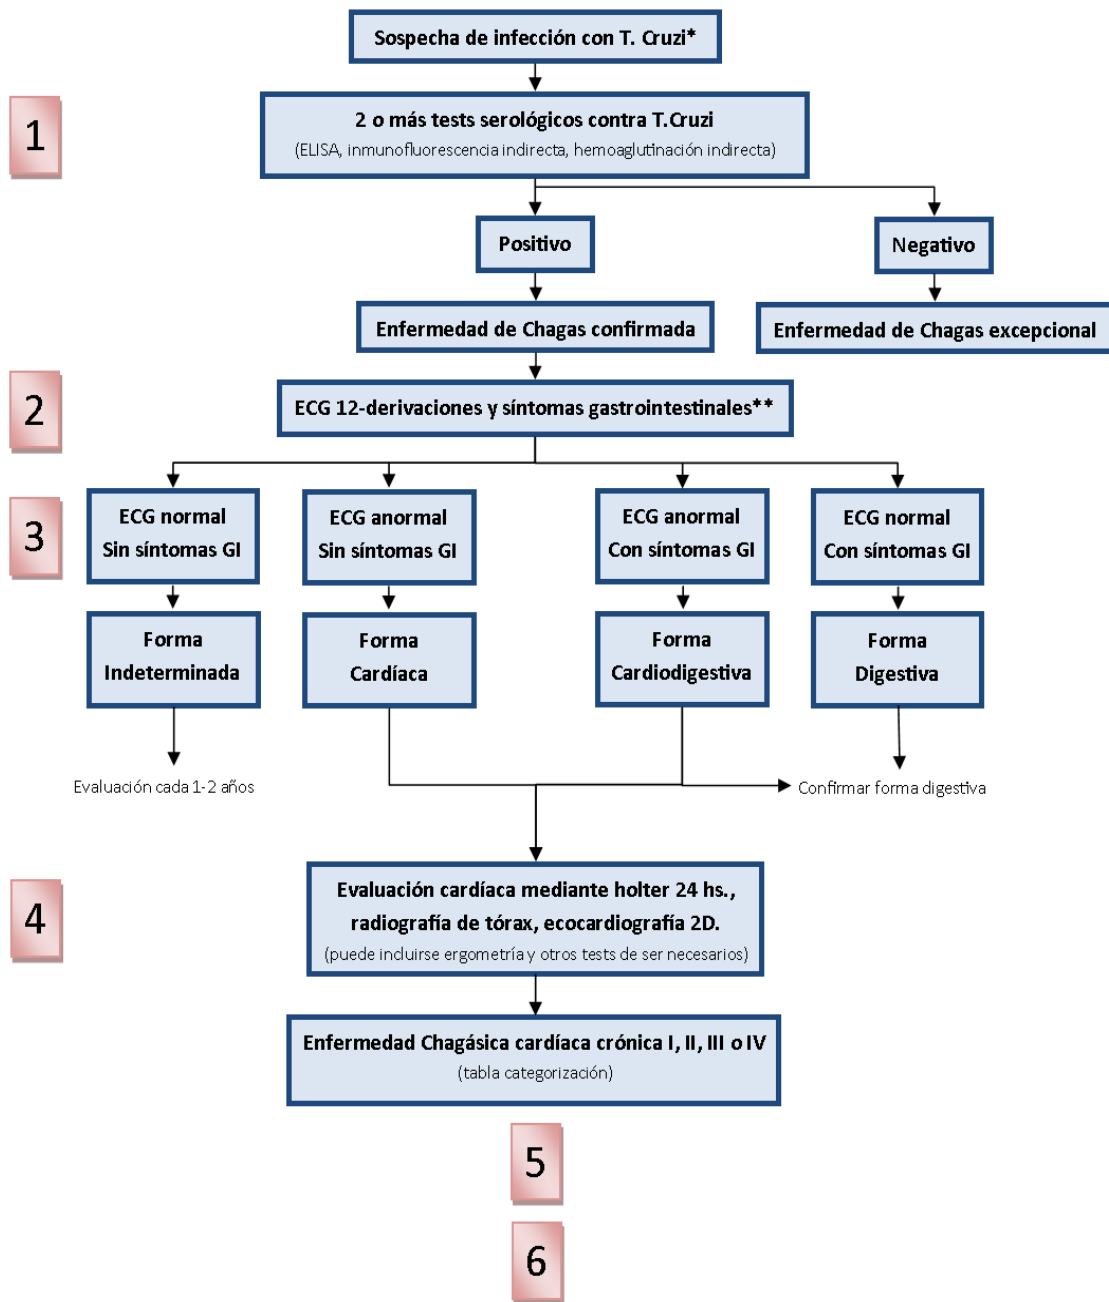 Sospecha de infección con T. Cruzi*
1
2 o más tests serológicos contra T.Cruzi
(ELISA, inmunofluorescencia indirecta, hemoaglutinación indirecta)
Positivo
Negativo
Enfermedad de Chagas confirmada
Enfermedad de Chagas excepcional
2
ECG 12-derivaciones y síntomas gastrointestinales**
3
ECG normal
Sin síntomas GI
ECG anormal
Sin síntomas GI
ECG anormal
Con síntomas GI
ECG normal
Con síntomas GI
Forma
Indeterminada
Forma
Cardíaca
Forma
Cardiodigestiva
Forma
Digestiva
Evaluación cada 1-2 años
Confirmar forma digestiva
4
Evaluación cardíaca mediante holter 24 hs.,
radiografía de tórax, ecocardiografía 2D.
(puede incluirse ergometría y otros tests de ser necesarios)
Enfermedad Chagásica cardíaca crónica I, II, III o IV
(tabla categorización)
5
6